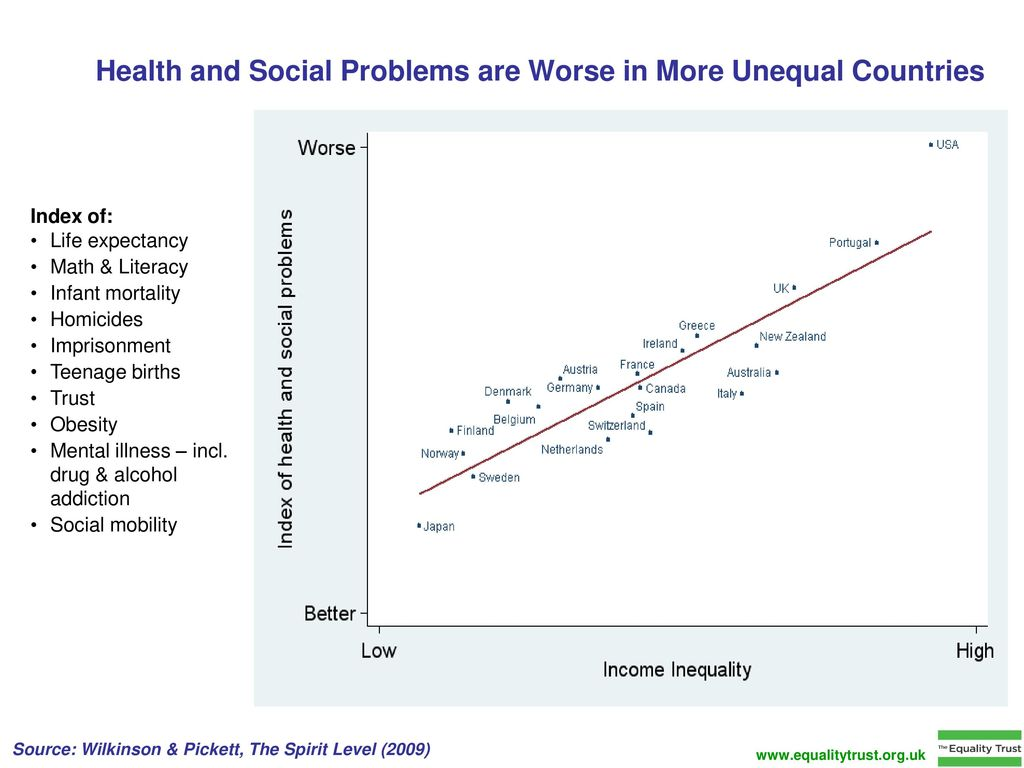 Health and Social Problems are Worse in More Unequal Countries
Index of:
• Life expectancy
• Math & Literacy
• Infant mortality
• Homicides
• Imprisonment
• Teenage births
• Trust
• Obesity
• Mental illness – incl.
drug & alcohol
addiction
• Social mobility
Index of health and social problems
Worse
Better
USA
Portugal
UK
Greece
New Zealand
Ireland
France
Austria
Australia
Germany
Canada
Denmark
Italy
Spain
Belgium
Switzerland
Finland
Netherlands
Norway
Sweden
Japan
Low
High
Income Inequality
Source: Wilkinson & Pickett, The Spirit Level (2009)
www.equalitytrust.org.uk
The Equality Trust